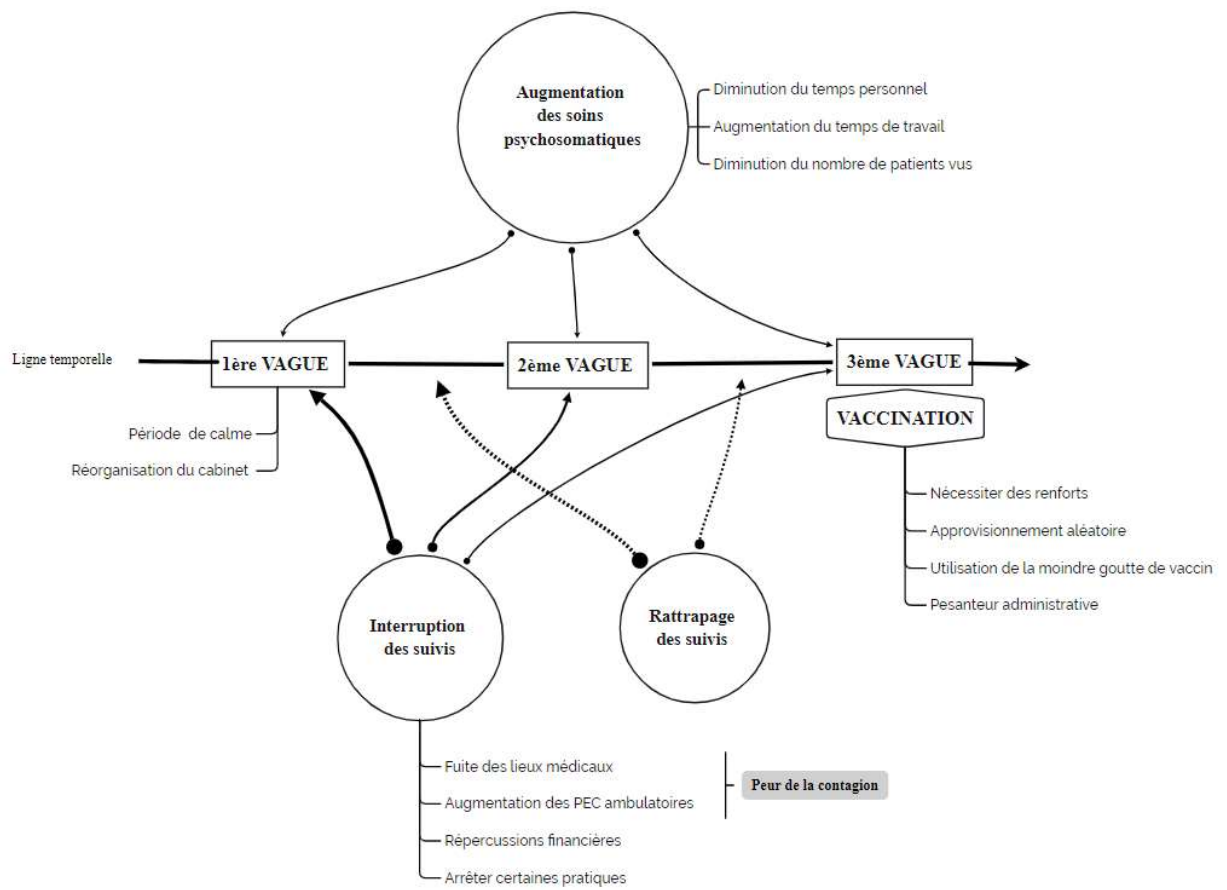 Augmentation
des soins
psychosomatiques
Diminution du temps personnel
Augmentation du temps de travail
Diminution du nombre de patients vus
Ligne temporelle
1ère VAGUE
2ème VAGUE
3ème VAGUE
VACCINATION
Période de calme
Réorganisation du cabinet
Nécessiter des renforts
Approvisionnement aléatoire
Utilisation de la moindre goutte de vaccin
Pesanteur administrative
Interruption
des suivis
Rattrapage
des suivis
Fuite des lieux médicaux
Augmentation des PEC ambulatoires
Répercussions financières
Arrêter certaines pratiques
Peur de la contagion